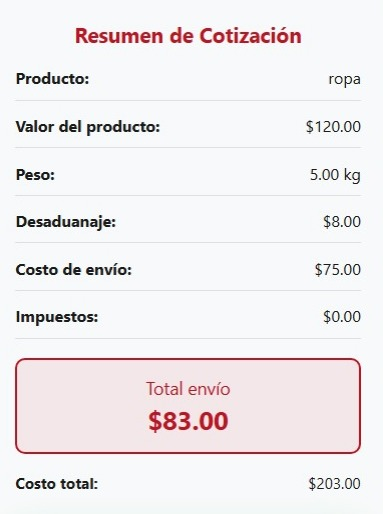 Resumen de Cotización
Producto: ropa
Valor del producto: $120.00
Peso: 5.00 kg
Desaduanaje: $8.00
Costo de envío: $75.00
Impuestos: $0.00
Total envío
$83.00
Costo total: $203.00